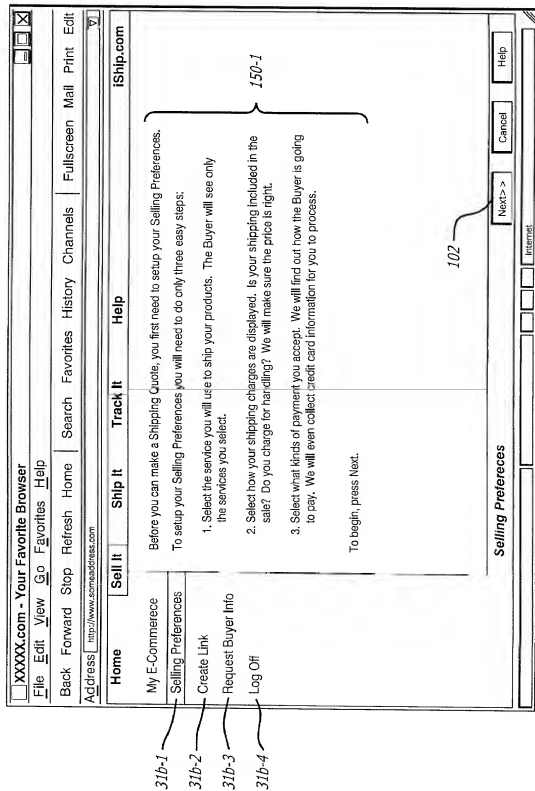 XXXXX.com - Your Favorite Browser
File Edit View Go Favorites Help
Back Forward Stop Refresh Home Search Favorites History Channels Fullscreen Mail Print Edit
Address http://www.someaddress.com
Home Sell It Ship It Track It Help iShip.com
My E-Commerece
Selling Preferences
Create Link
Request Buyer Info
Log Off
31b-1
31b-2
31b-3
31b-4
Before you can make a Shipping Quote, you first need to setup your Selling Preferences.
To setup your Selling Preferences you will need to do only three easy steps;
1. Select the service you will use to ship your products. The Buyer will see only
the services you select.
2. Select how your shipping charges are displayed. Is your shipping included in the
sale? Do you charge for handling? We will make sure the price is right.
3. Select what kinds of payment you accept. We will find out how the Buyer is going
to pay. We will even collect credit card information for you to process.
To begin, press Next.
150-1
102
Selling Prefereces
Next>> Cancel Help
Internet